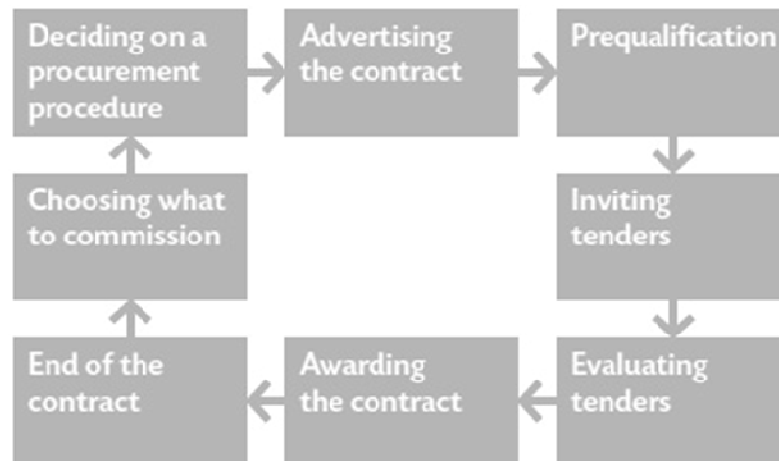 Deciding on a
procurement
procedure
Advertising
the contract
Prequalification
Choosing what
to commission
Inviting
tenders
End of the
contract
Awarding
the contract
Evaluating
tenders